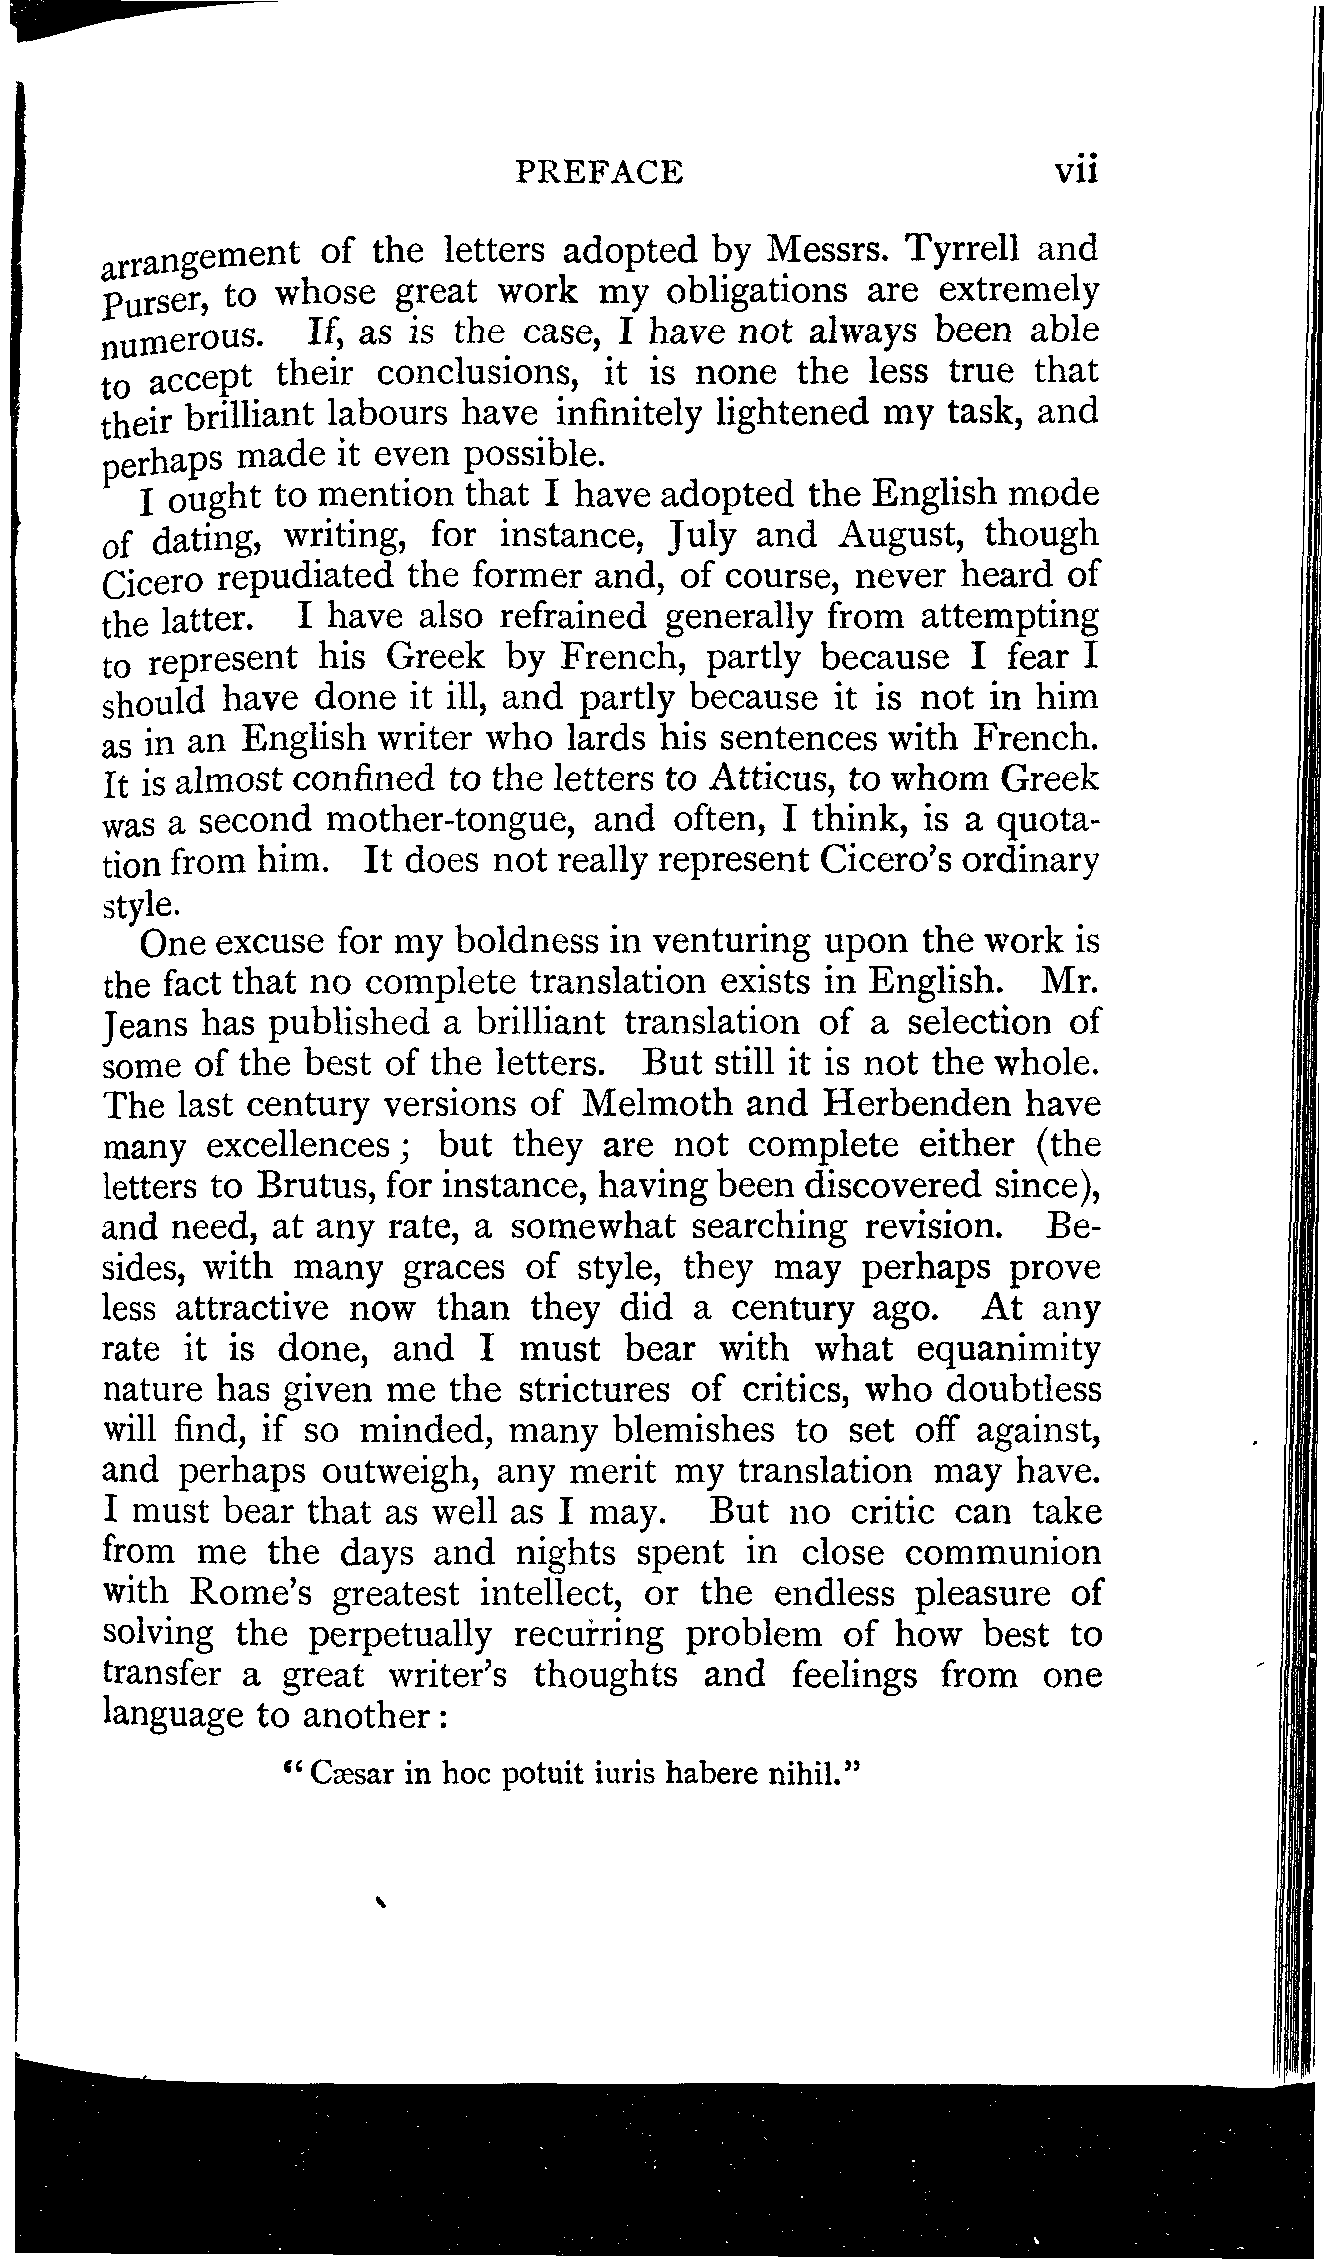 PREFACE vii
arrangement of the letters adopted by Messrs. Tyrrell and
Purser, to whose great work my obligations are extremely
numerous. If, as is the case, I have not always been able
to accept their conclusions, it is none the less true that
their brilliant labours have infinitely lightened my task, and
perhaps made it even possible.
I ought to mention that I have adopted the English mode
of dating, writing, for instance, July and August, though
Cicero repudiated the former and, of course, never heard of
the latter. I have also refrained generally from attempting
to represent his Greek by French, partly because I fear I
should have done it ill, and partly because it is not in him
as in an English writer who lards his sentences with French.
It is almost confined to the letters to Atticus, to whom Greek
was a second mother-tongue, and often, I think, is a quota-
tion from him. It does not really represent Cicero's ordinary
style.
One excuse for my boldness in venturing upon the work is
the fact that no complete translation exists in English. Mr.
Jeans has published a brilliant translation of a selection of
some of the best of the letters. But still it is not the whole.
The last century versions of Melmoth and Herbenden have
many excellences; but they are not complete either (the
letters to Brutus, for instance, having been discovered since),
and need, at any rate, a somewhat searching revision. Be-
sides, with many graces of style, they may perhaps prove
less attractive now than they did a century ago. At any
rate it is done, and I must bear with what equanimity
nature has given me the strictures of critics, who doubtless
will find, if so minded, many blemishes to set off against,
and perhaps outweigh, any merit my translation may have.
I must bear that as well as I may. But no critic can take
from me the days and nights spent in close communion
with Rome's greatest intellect, or the endless pleasure of
solving the perpetually recurring problem of how best to
transfer a great writer's thoughts and feelings from one
language to another:
"Cæsar in hoc potuit iuris habere nihil."